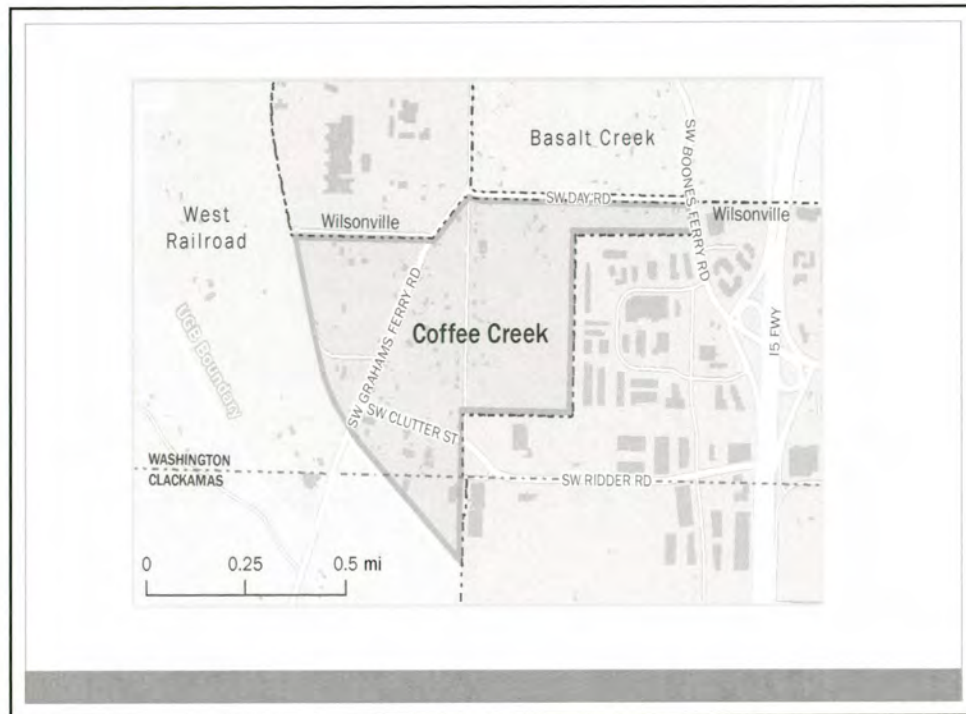 Basalt Creek
SW BOONES FERRY RD
SW DAY RD
West
Railroad
Wilsonville
Wilsonville
SW GRAHAMS FERRY RD
Coffee Creek
I5 FWY
UGB Boundary
SW CLUTTER ST
WASHINGTON
CLACKAMAS
SW RIDDER RD
0 0.25 0.5 mi